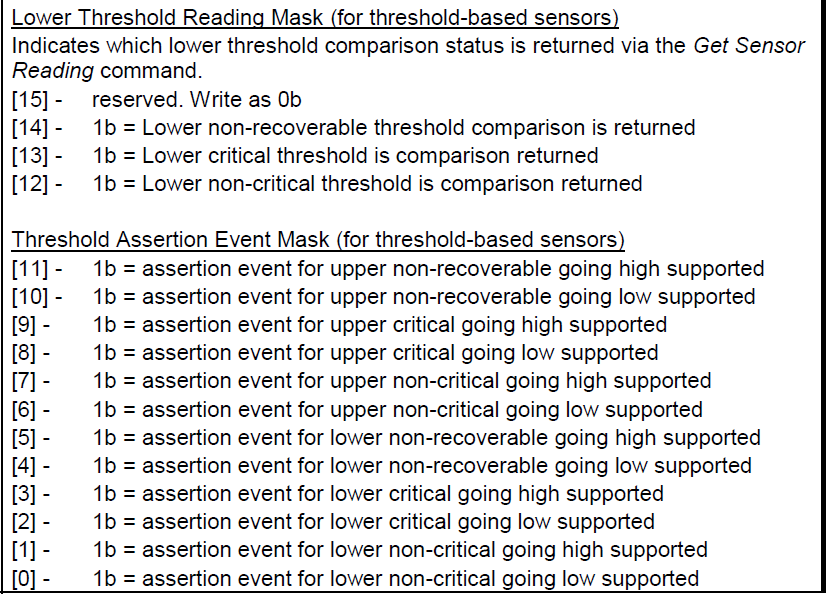 Lower Threshold Reading Mask (for threshold-based sensors)
Indicates which lower threshold comparison status is returned via the Get Sensor
Reading command.
[15] - reserved. Write as 0b
[14] - 1b = Lower non-recoverable threshold comparison is returned
[13] - 1b = Lower critical threshold is comparison returned
[12] - 1b = Lower non-critical threshold is comparison returned
Threshold Assertion Event Mask (for threshold-based sensors)
[11] - 1b = assertion event for upper non-recoverable going high supported
[10] - 1b = assertion event for upper non-recoverable going low supported
[9] - 1b = assertion event for upper critical going high supported
[8] - 1b = assertion event for upper critical going low supported
[7] - 1b = assertion event for upper non-critical going high supported
[6] - 1b = assertion event for upper non-critical going low supported
[5] - 1b = assertion event for lower non-recoverable going high supported
[4] - 1b = assertion event for lower non-recoverable going low supported
[3] - 1b = assertion event for lower critical going high supported
[2] - 1b = assertion event for lower critical going low supported
[1] - 1b = assertion event for lower non-critical going high supported
[0] - 1b = assertion event for lower non-critical going low supported